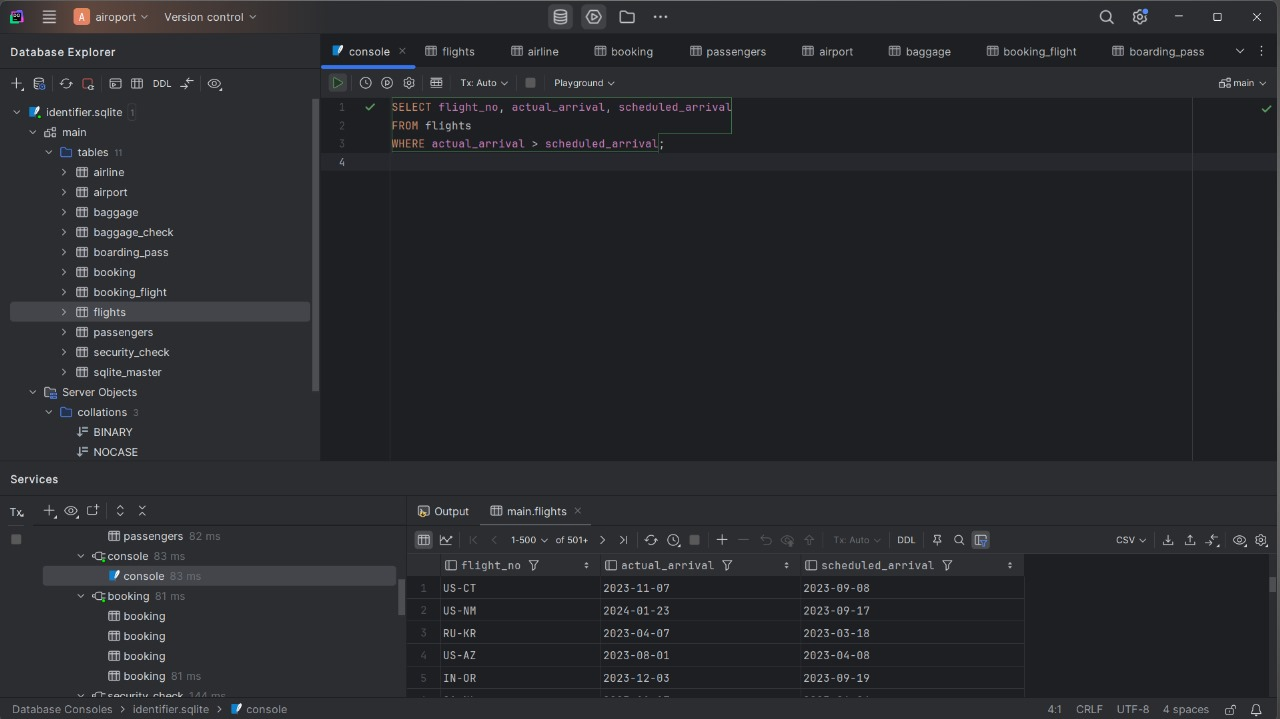 A airoport Version control
Database Explorer
console
flights
airline
booking
passengers
airport
baggage
booking_flight
boarding_pass
DDL
Tx: Auto
Playground
main
identifier.sqlite 1
main
tables 11
airline
airport
baggage
baggage_check
boarding_pass
booking
booking_flight
flights
passengers
security_check
sqlite_master
Server Objects
collations 3
BINARY
NOCASE
1 SELECT flight_no, actual_arrival, scheduled_arrival
2 FROM flights
3 WHERE actual_arrival > scheduled_arrival;
4
Services
Tx
passengers 82 ms
console 83 ms
console 83 ms
booking 81 ms
booking
booking
booking
booking 81 ms
security_check 144 ms
Output main.flights
1-500 of 501+ Tx: Auto DDL CSV
flight_no actual_arrival scheduled_arrival
1 US-CT 2023-11-07 2023-09-08
2 US-NM 2024-01-23 2023-09-17
3 RU-KR 2023-04-07 2023-03-18
4 US-AZ 2023-08-01 2023-04-08
5 IN-OR 2023-12-03 2023-09-19
Database Consoles > identifier.sqlite > console 4:1 CRLF UTF-8 4 spaces